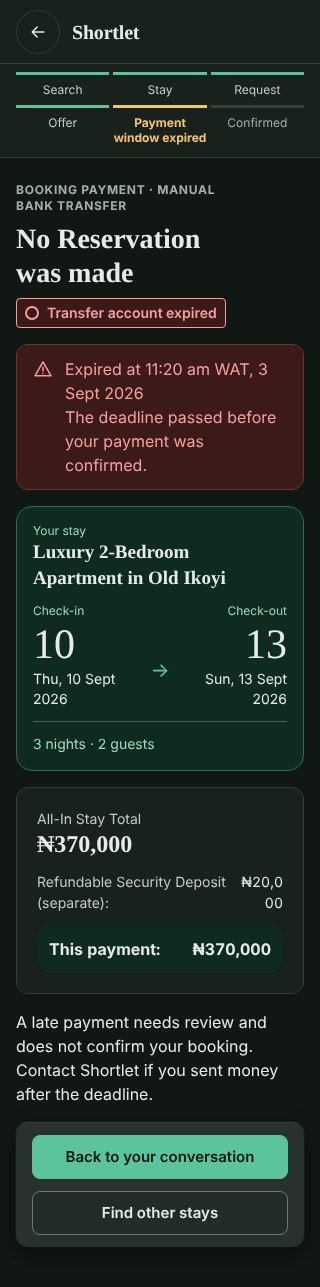 Shortlet
Search
Stay
Request
Offer
Payment
window expired
Confirmed
BOOKING PAYMENT · MANUAL
BANK TRANSFER
No Reservation
was made
Transfer account expired
Expired at 11:20 am WAT, 3
Sept 2026
The deadline passed before
your payment was
confirmed.
Your stay
Luxury 2-Bedroom
Apartment in Old Ikoyi
Check-in
Check-out
10
13
Thu, 10 Sept
2026
→
Sun, 13 Sept
2026
3 nights · 2 guests
All-In Stay Total
₦370,000
Refundable Security Deposit
(separate):
₦20,0
00
This payment: ₦370,000
A late payment needs review and
does not confirm your booking.
Contact Shortlet if you sent money
after the deadline.
Back to your conversation
Find other stays